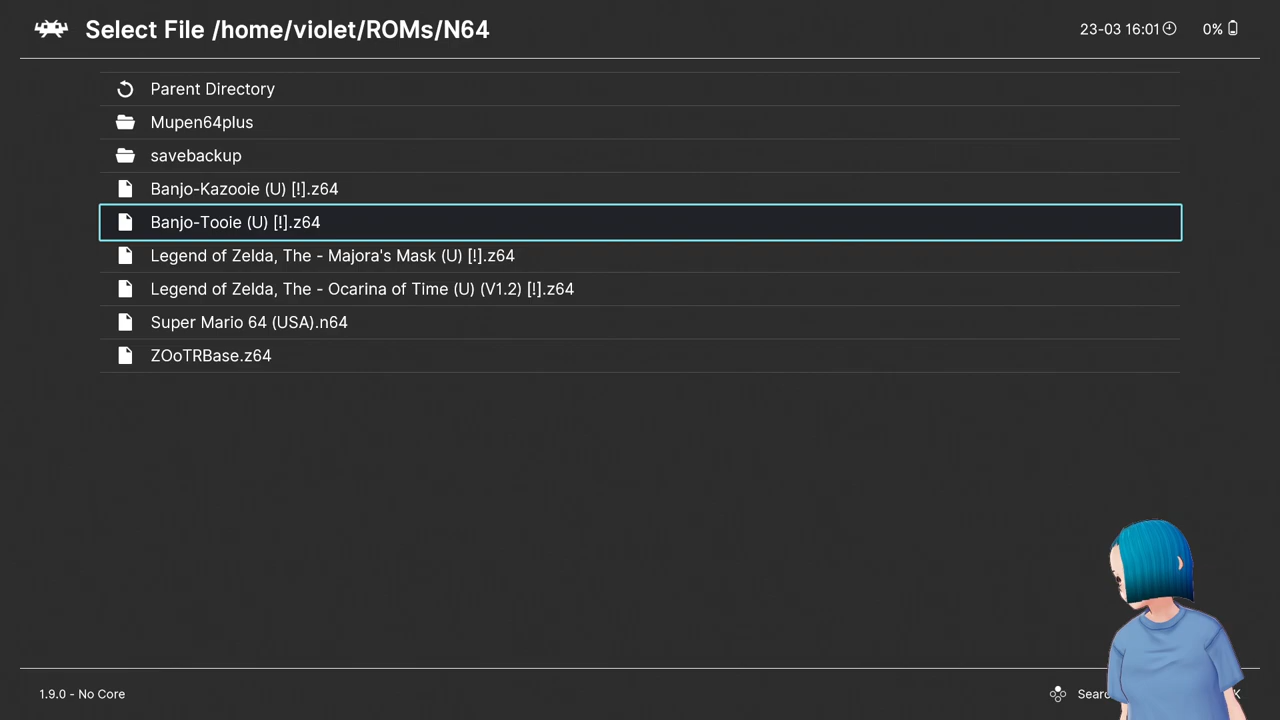 Select File /home/violet/ROMs/N64
23-03 16:01
0%
Parent Directory
Mupen64plus
savebackup
Banjo-Kazooie (U) [!].z64
Banjo-Tooie (U) [!].z64
Legend of Zelda, The - Majora's Mask (U) [!].z64
Legend of Zelda, The - Ocarina of Time (U) (V1.2) [!].z64
Super Mario 64 (USA).n64
ZOoTRBase.z64
1.9.0 - No Core